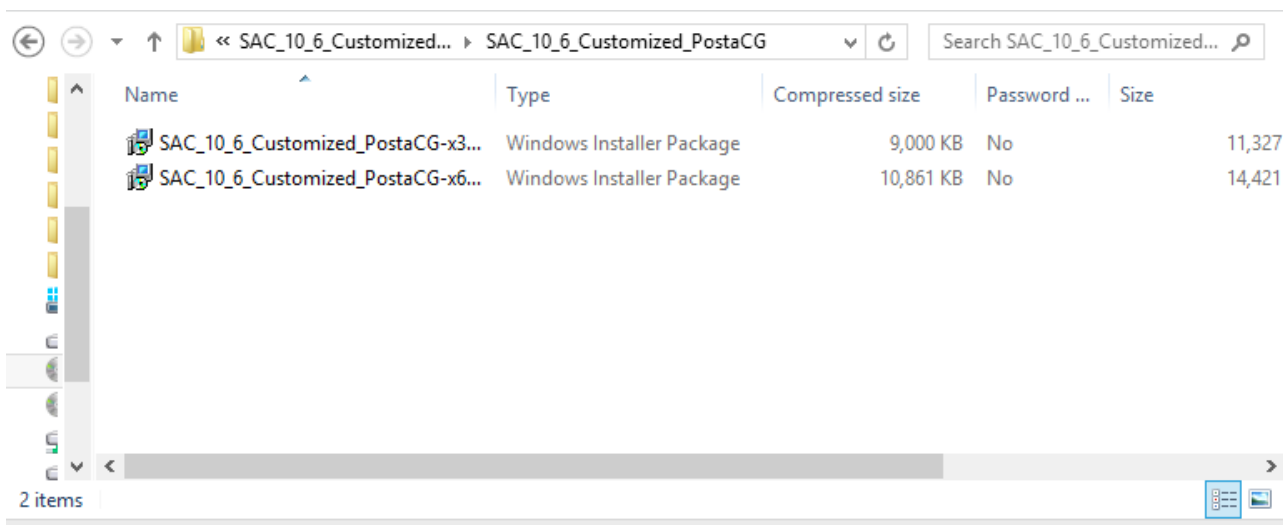 « SAC_10_6_Customized... ▸ SAC_10_6_Customized_PostaCG
Search SAC_10_6_Customized...
Name Type Compressed size Password ... Size
SAC_10_6_Customized_PostaCG-x3... Windows Installer Package 9,000 KB No 11,327
SAC_10_6_Customized_PostaCG-x6... Windows Installer Package 10,861 KB No 14,421
2 items